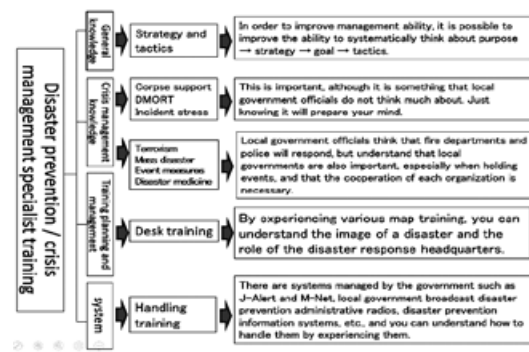 Disaster prevention / crisis
management specialist training
General
knowledge
Strategy and
tactics
In order to improve management ability, it is possible to
improve the ability to systematically think about purpose
→ strategy → goal → tactics.
Crisis management
knowledge
Corpse support
DMORT
Incident stress
This is important, although it is something that local
government officials do not think much about. Just
knowing it will prepare your mind.
Terrorism
Mass disaster
Event measures
Disaster medicine
Local government officials think that fire departments and
police will respond, but understand that local
governments are also important, especially when holding
events, and that the cooperation of each organization is
necessary.
Training planning and
management
Desk training
By experiencing various map training, you can
understand the image of a disaster and the
role of the disaster response headquarters.
system
Handling
training
There are systems managed by the government such as
J-Alert and M-Net, local government broadcast disaster
prevention administrative radios, disaster prevention
information systems, etc., and you can understand how to
handle them by experiencing them.